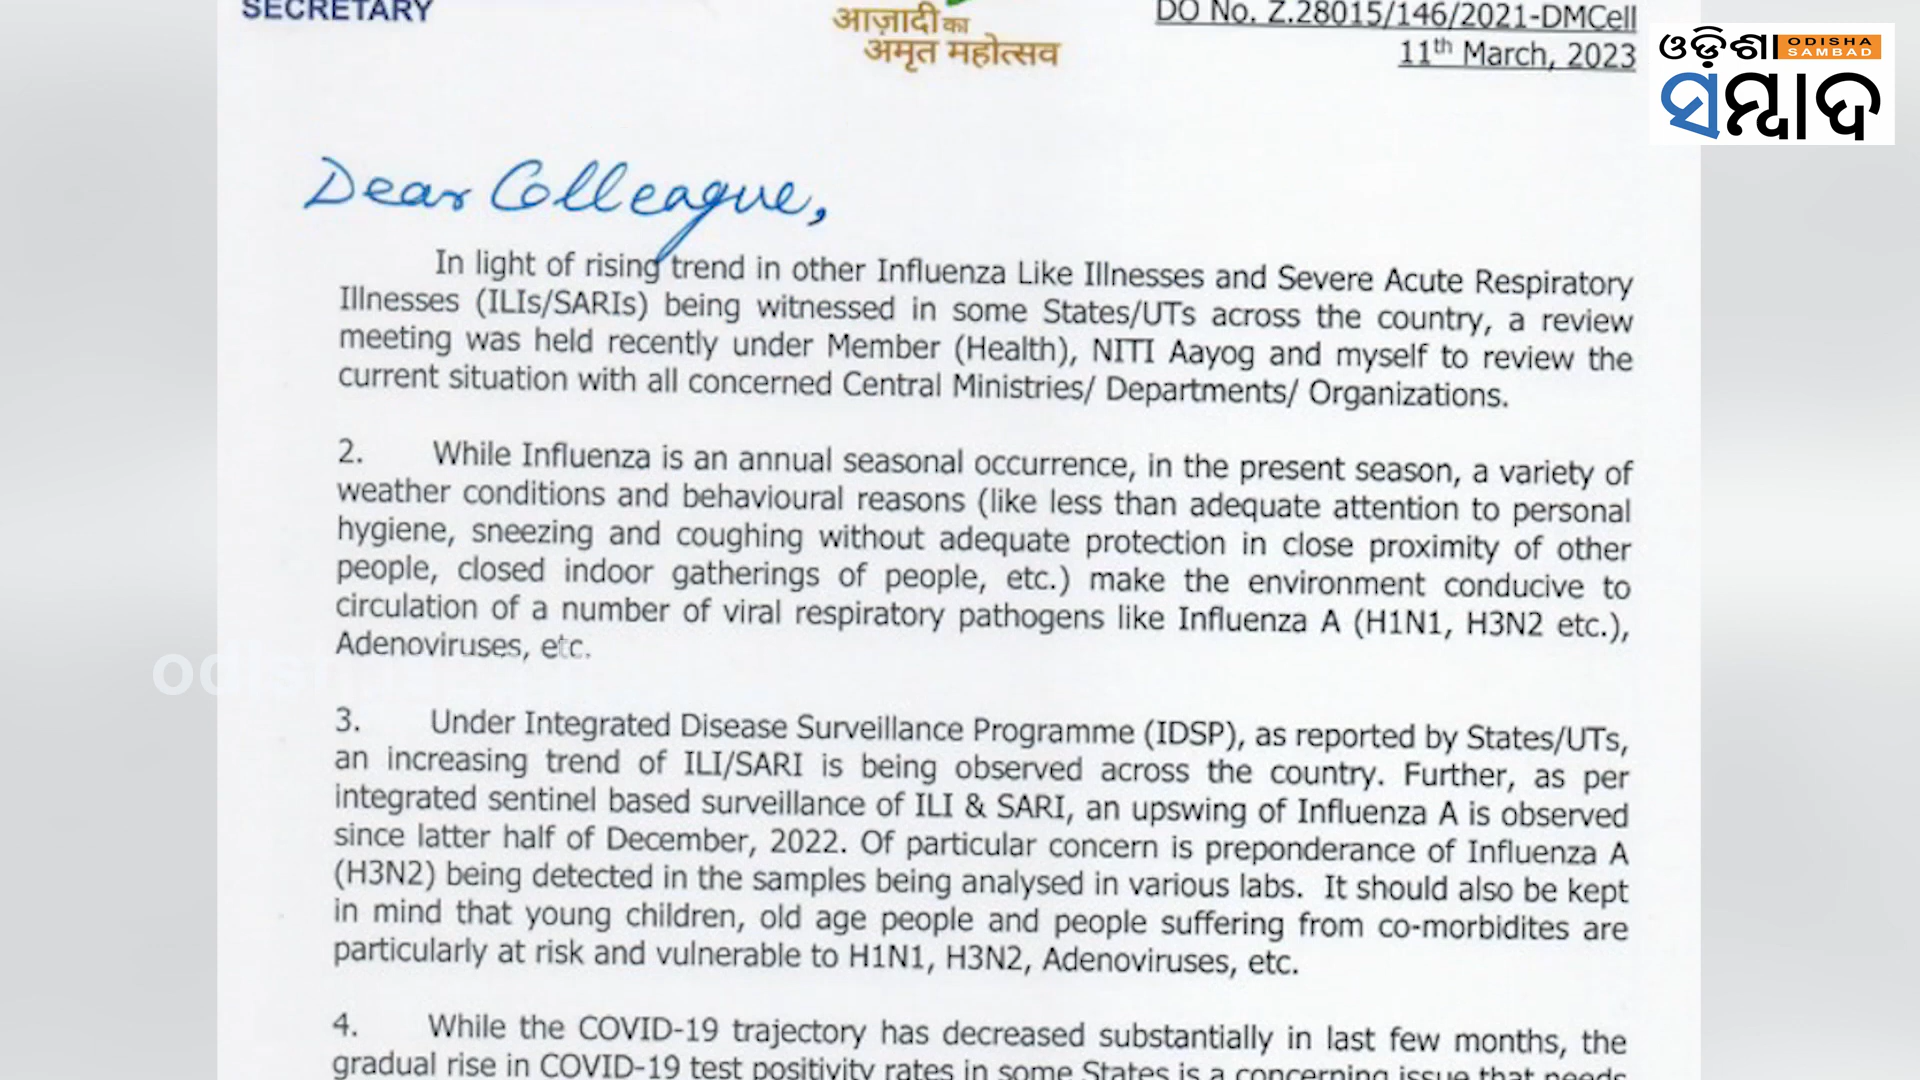 SECRETARY
आज़ादी का
अमृत महोत्सव
DO No. Z.28015/146/2021-DMCell
11th March, 2023
ଓଡ଼ିଶା
ODISHA
SAMBAD
ସମ୍ବାଦ
Dear Colleague,
In light of rising trend in other Influenza Like Illnesses and Severe Acute Respiratory
Illnesses (ILIs/SARIs) being witnessed in some States/UTs across the country, a review
meeting was held recently under Member (Health), NITI Aayog and myself to review the
current situation with all concerned Central Ministries/ Departments/ Organizations.
2. While Influenza is an annual seasonal occurrence, in the present season, a variety of
weather conditions and behavioural reasons (like less than adequate attention to personal
hygiene, sneezing and coughing without adequate protection in close proximity of other
people, closed indoor gatherings of people, etc.) make the environment conducive to
circulation of a number of viral respiratory pathogens like Influenza A (H1N1, H3N2 etc.),
Adenoviruses, etc.
3. Under Integrated Disease Surveillance Programme (IDSP), as reported by States/UTs,
an increasing trend of ILI/SARI is being observed across the country. Further, as per
integrated sentinel based surveillance of ILI & SARI, an upswing of Influenza A is observed
since latter half of December, 2022. Of particular concern is preponderance of Influenza A
(H3N2) being detected in the samples being analysed in various labs. It should also be kept
in mind that young children, old age people and people suffering from co-morbidites are
particularly at risk and vulnerable to H1N1, H3N2, Adenoviruses, etc.
4. While the COVID-19 trajectory has decreased substantially in last few months, the
gradual rise in COVID-19 test positivity rates in some States is a concerning issue that needs